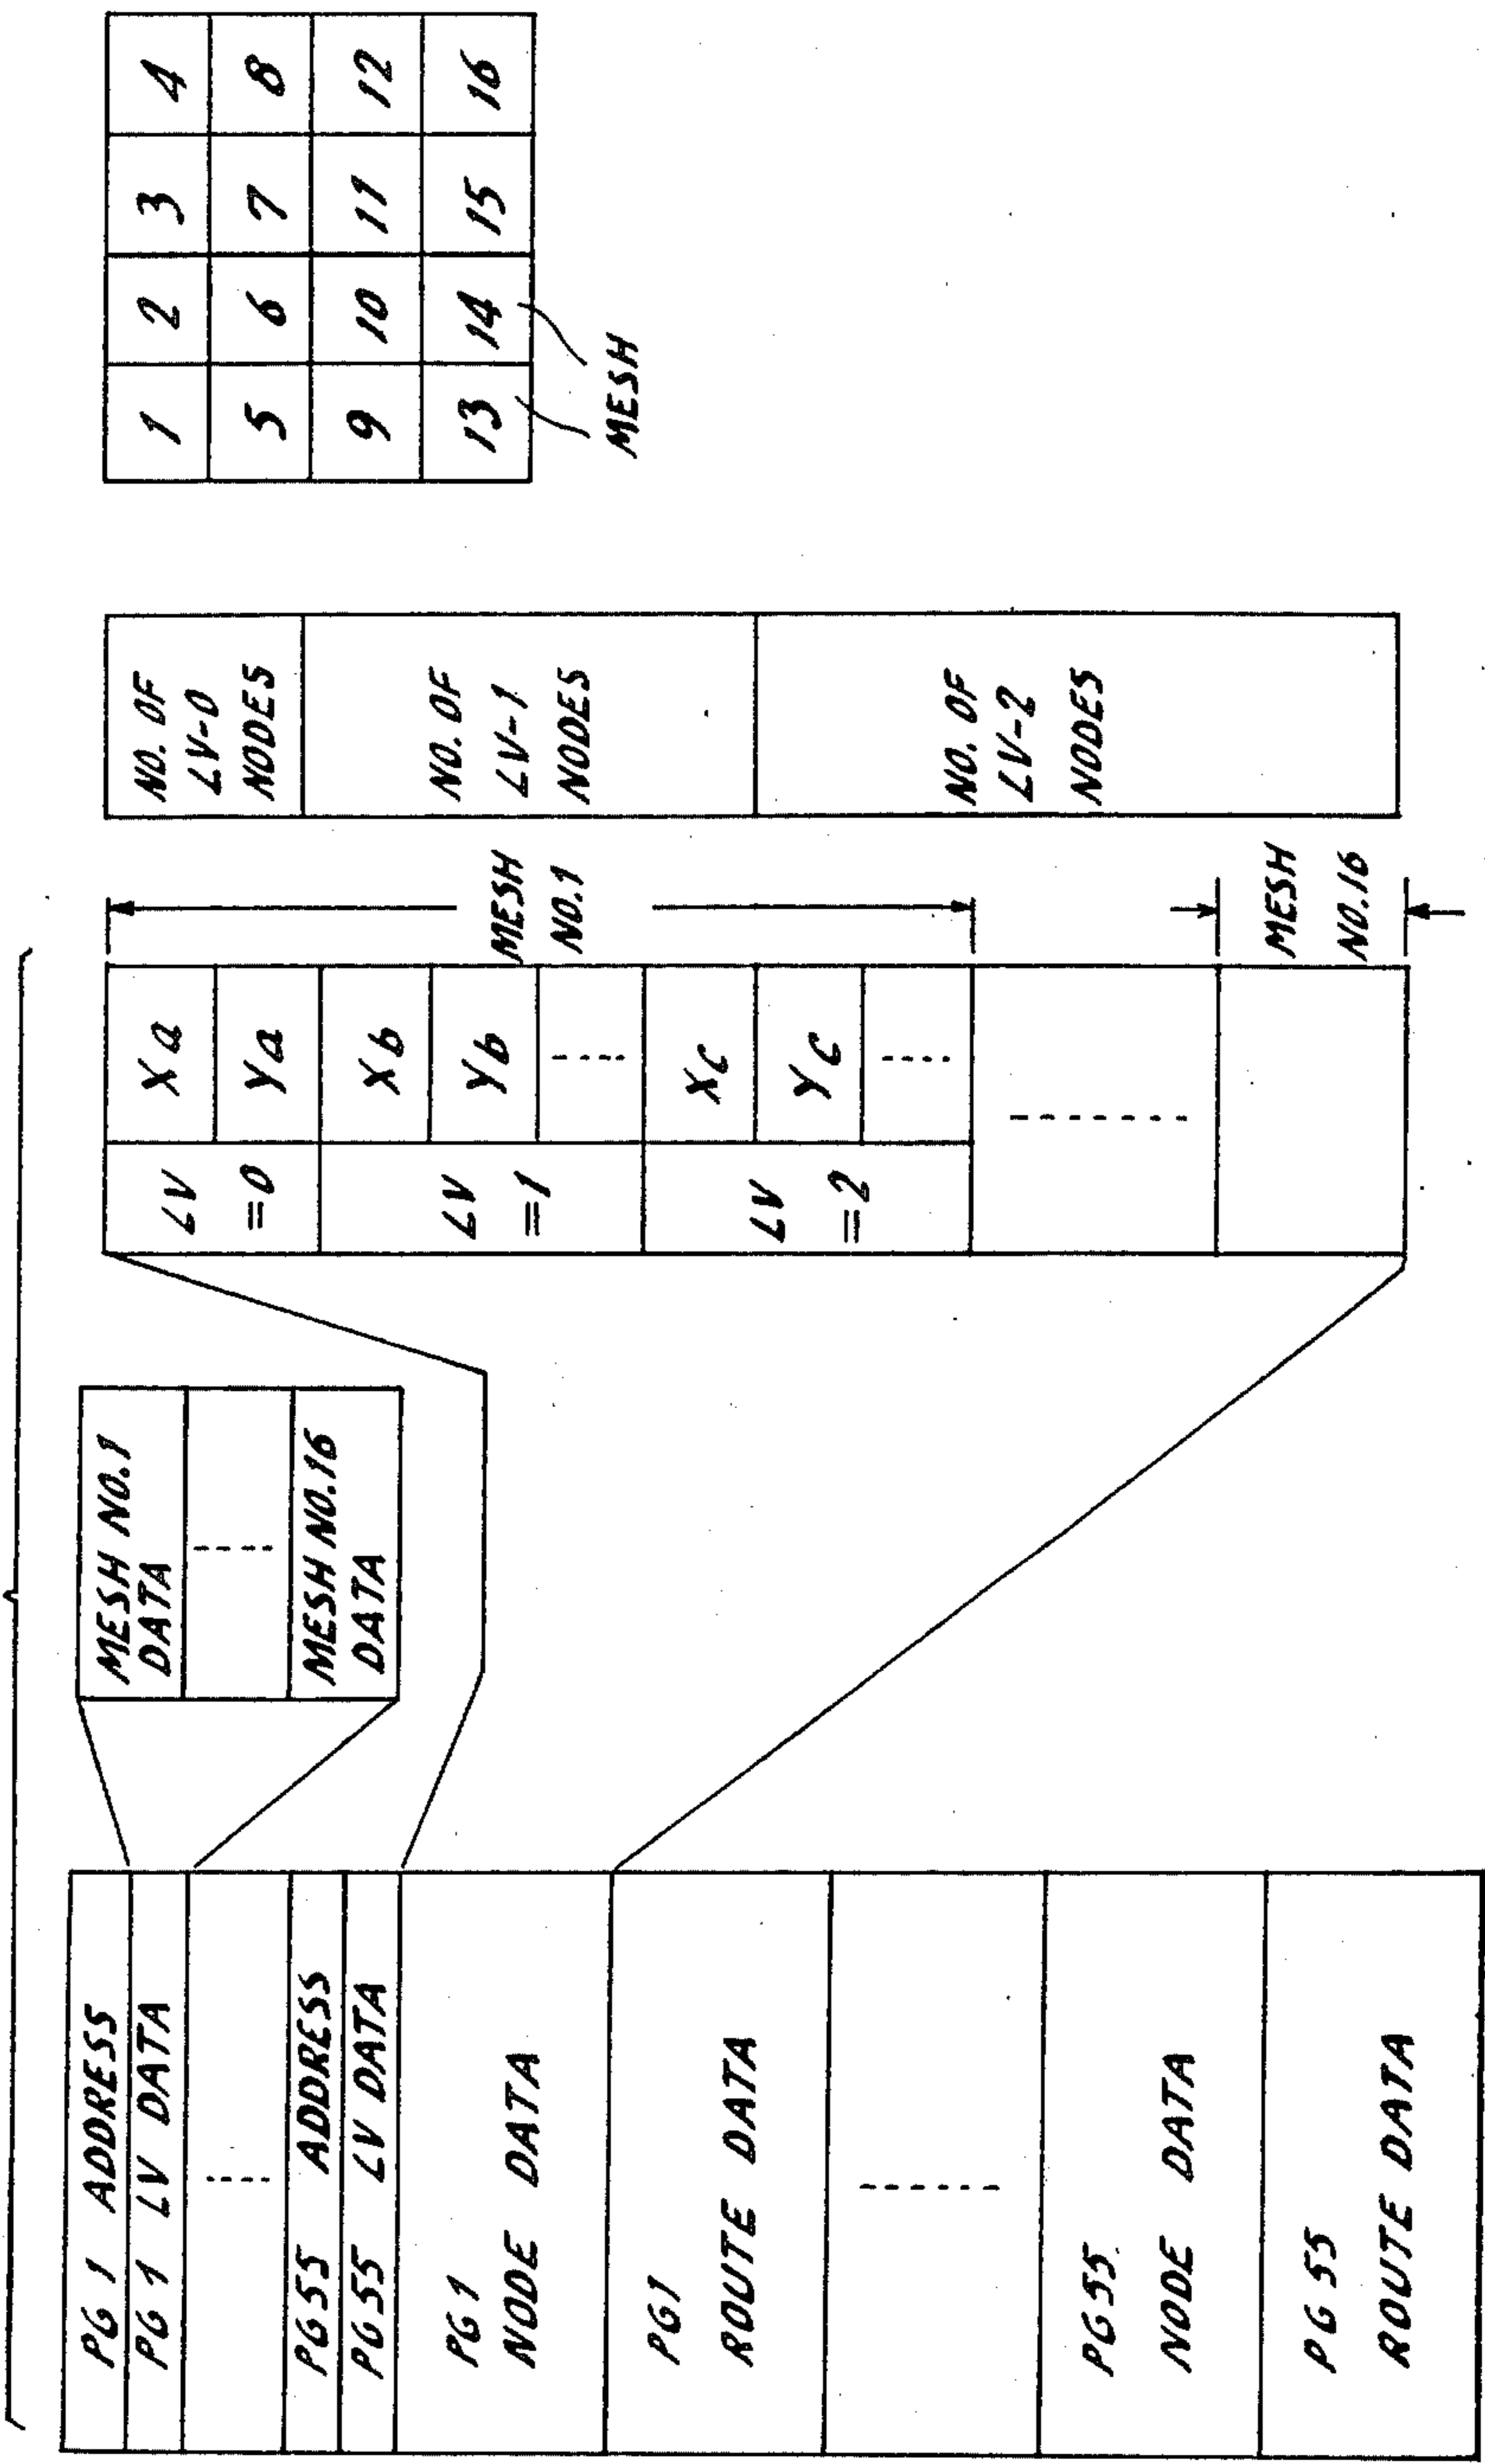 PG 1 ADDRESS
PG 1 LV DATA
PG55 ADDRESS
PG55 LV DATA
PG 1
NODE DATA
PG1
ROUTE DATA
PG 55
NODE DATA
PG 55
ROUTE DATA
MESH NO.1
DATA
MESH NO.16
DATA
LV
=0
Xa
Ya
LV
=1
Xb
Yb
LV
=2
Xc
Yc
MESH
NO.1
MESH
NO.16
NO. OF
LV-0
NODES
NO. OF
LV-1
NODES
NO. OF
LV-2
NODES
1 2 3 4
5 6 7 8
9 10 11 12
13 14 15 16
MESH